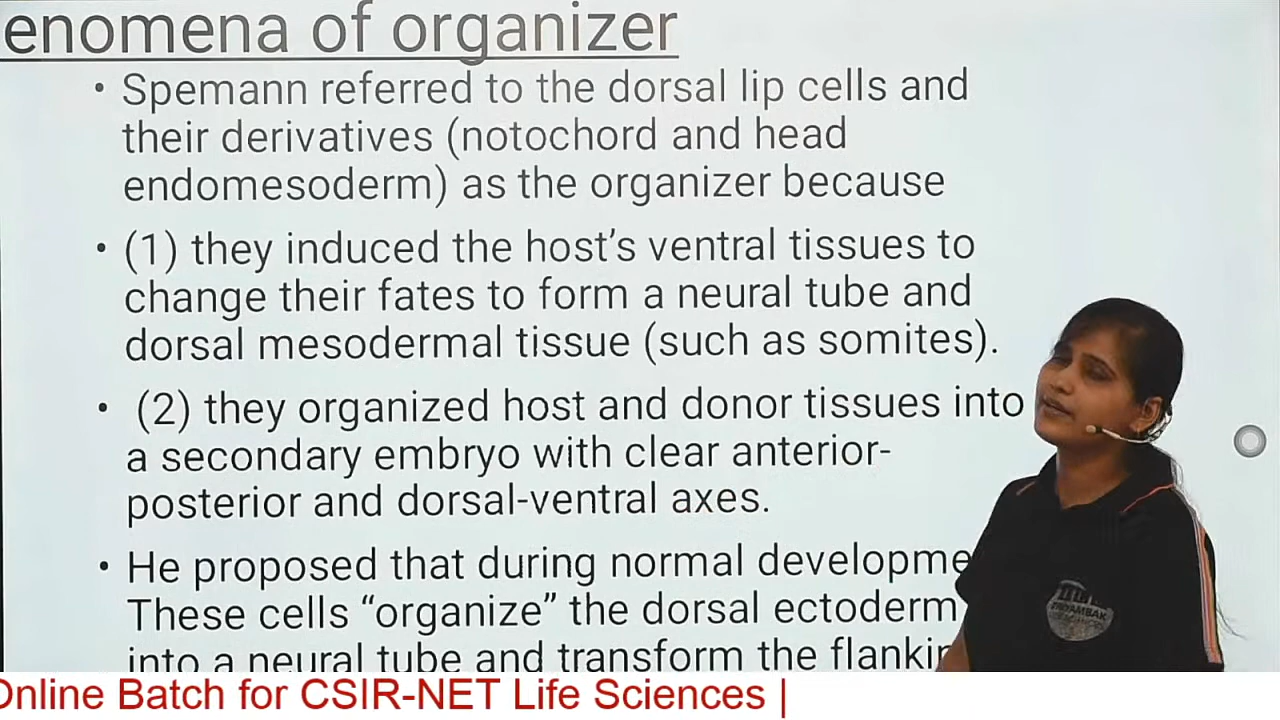 enomena of organizer
• Spemann referred to the dorsal lip cells and
their derivatives (notochord and head
endomesoderm) as the organizer because
• (1) they induced the host’s ventral tissues to
change their fates to form a neural tube and
dorsal mesodermal tissue (such as somites).
• (2) they organized host and donor tissues into
a secondary embryo with clear anterior-
posterior and dorsal-ventral axes.
• He proposed that during normal developme
These cells “organize” the dorsal ectoderm
into a neural tube and transform the flankin
Online Batch for CSIR-NET Life Sciences |